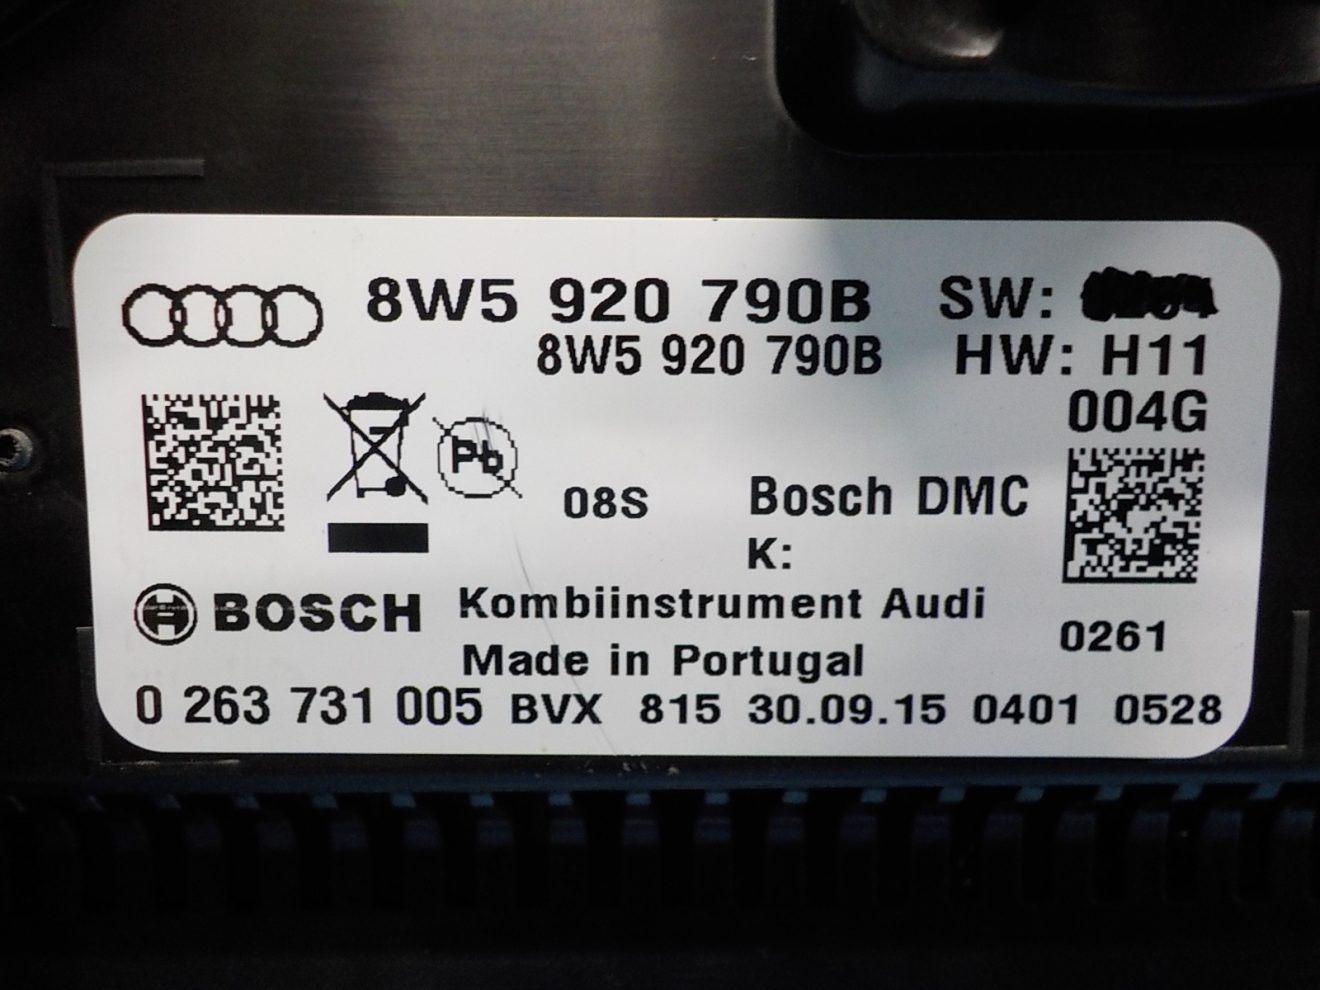 8W5 920 790B SW:
8W5 920 790B HW: H11
004G
Pb
08S Bosch DMC
K:
BOSCH Kombiinstrument Audi
0261
Made in Portugal
0 263 731 005 BVX 815 30.09.15 0401 0528